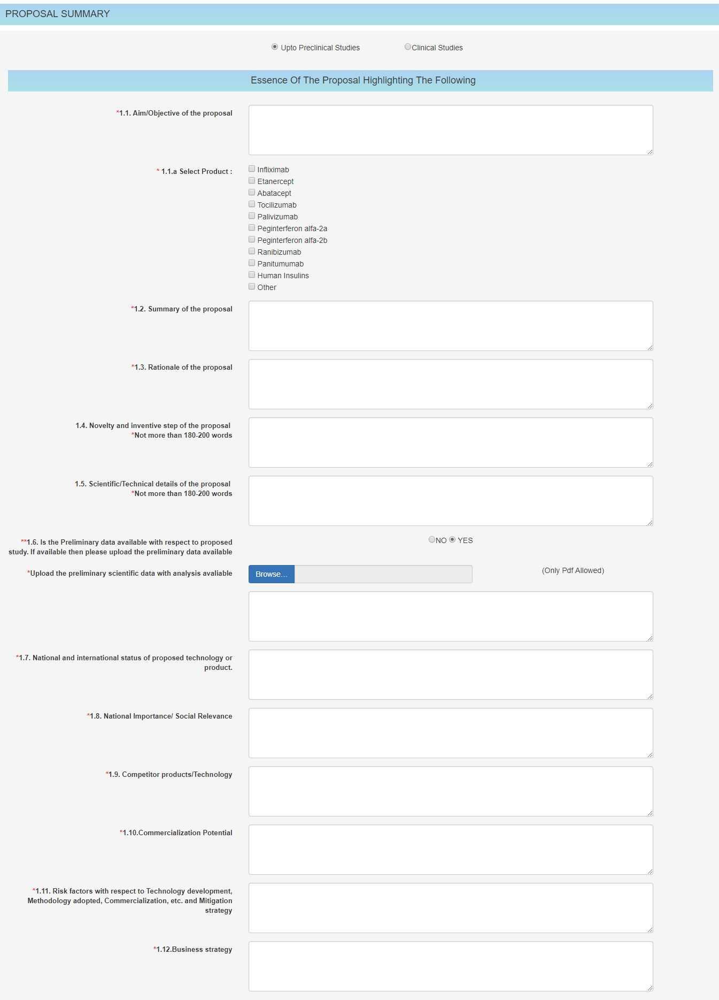 PROPOSAL SUMMARY
Upto Preclinical Studies Clinical Studies
Essence Of The Proposal Highlighting The Following
*1.1. Aim/Objective of the proposal
* 1.1.a Select Product :
Infliximab
Etanercept
Abatacept
Tocilizumab
Palivizumab
Peginterferon alfa-2a
Peginterferon alfa-2b
Ranibizumab
Panitumumab
Human Insulins
Other
*1.2. Summary of the proposal
*1.3. Rationale of the proposal
1.4. Novelty and inventive step of the proposal
*Not more than 180-200 words
1.5. Scientific/Technical details of the proposal
*Not more than 180-200 words
**1.6. Is the Preliminary data available with respect to proposed
study. If available then please upload the preliminary data available
NO YES
*Upload the preliminary scientific data with analysis avaliable
Browse... (Only Pdf Allowed)
*1.7. National and international status of proposed technology or
product.
*1.8. National Importance/ Social Relevance
*1.9. Competitor products/Technology
*1.10.Commercialization Potential
*1.11. Risk factors with respect to Technology development,
Methodology adopted, Commercialization, etc. and Mitigation
strategy
*1.12.Business strategy